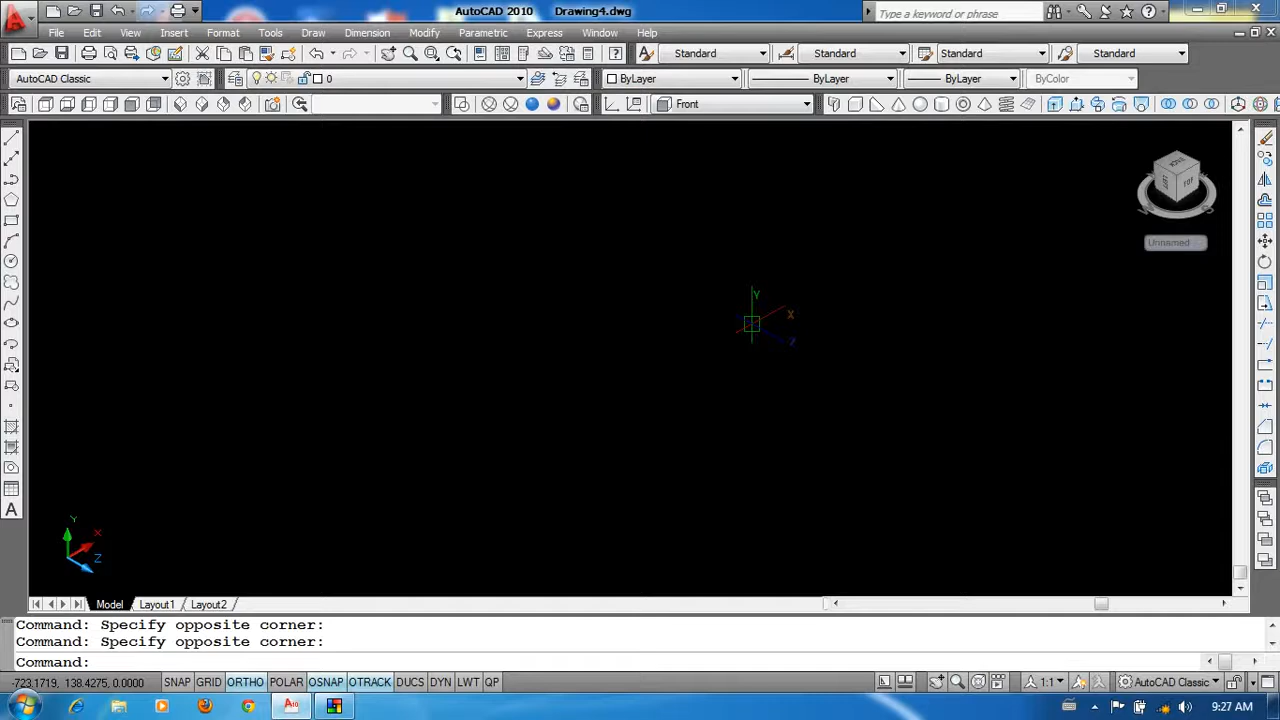 AutoCAD 2010 Drawing4.dwg
Type a keyword or phrase
File Edit View Insert Format Tools Draw Dimension Modify Parametric Express Window Help
Standard Standard Standard Standard
AutoCAD Classic 0 ByLayer ByLayer ByLayer ByColor
Front
LEFT
TOP
Unnamed
Y
X
Z
Y
X
Z
A
Model Layout1 Layout2
Command: Specify opposite corner:
Command: Specify opposite corner:
Command:
-723.1719, 138.4275, 0.0000 SNAP GRID ORTHO POLAR OSNAP OTRACK DUCS DYN LWT QP 1:1 AutoCAD Classic
9:27 AM